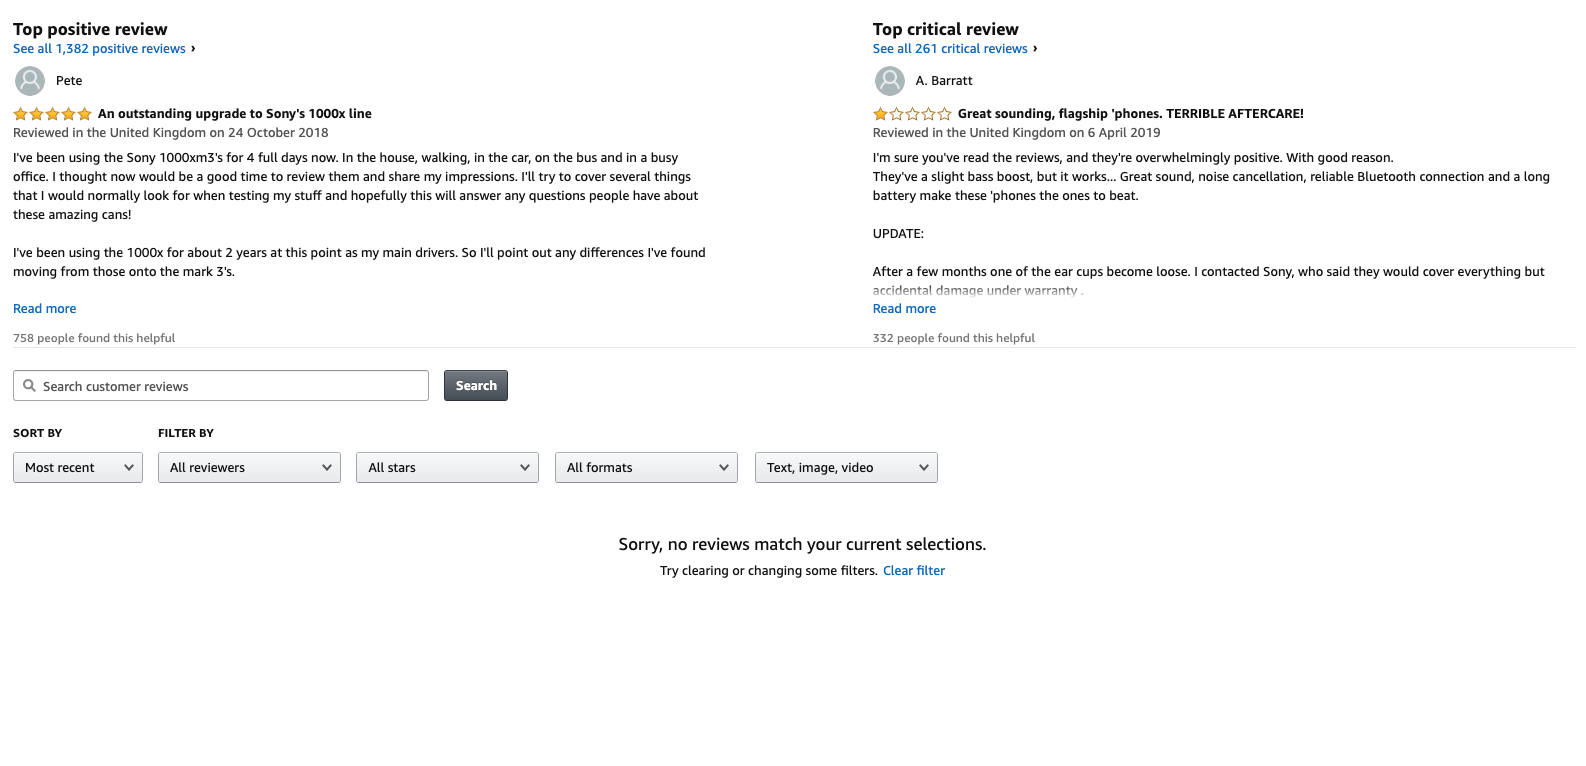 Top positive review
See all 1,382 positive reviews ›
Pete
An outstanding upgrade to Sony's 1000x line
Reviewed in the United Kingdom on 24 October 2018
I've been using the Sony 1000xm3's for 4 full days now. In the house, walking, in the car, on the bus and in a busy
office. I thought now would be a good time to review them and share my impressions. I'll try to cover several things
that I would normally look for when testing my stuff and hopefully this will answer any questions people have about
these amazing cans!
I've been using the 1000x for about 2 years at this point as my main drivers. So I'll point out any differences I've found
moving from those onto the mark 3's.
Read more
758 people found this helpful
Top critical review
See all 261 critical reviews ›
A. Barratt
Great sounding, flagship 'phones. TERRIBLE AFTERCARE!
Reviewed in the United Kingdom on 6 April 2019
I'm sure you've read the reviews, and they're overwhelmingly positive. With good reason.
They've a slight bass boost, but it works... Great sound, noise cancellation, reliable Bluetooth connection and a long
battery make these 'phones the ones to beat.
UPDATE:
After a few months one of the ear cups become loose. I contacted Sony, who said they would cover everything but
accidental damage under warranty .
Read more
332 people found this helpful
Search customer reviews
Search
SORT BY
FILTER BY
Most recent
All reviewers
All stars
All formats
Text, image, video
Sorry, no reviews match your current selections.
Try clearing or changing some filters. Clear filter